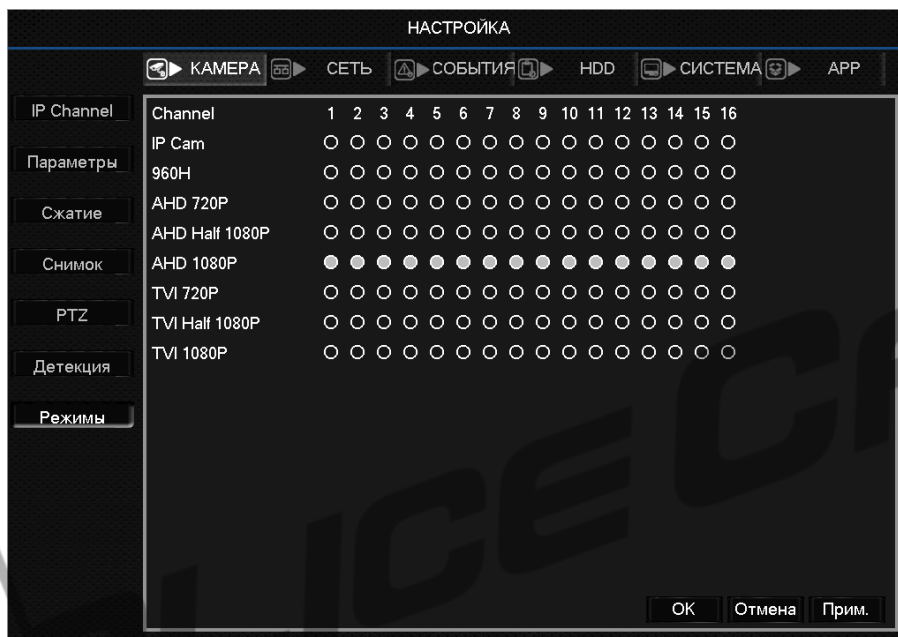 НАСТРОЙКА
КАМЕРА СЕТЬ СОБЫТИЯ HDD СИСТЕМА APP
IP Channel
Параметры
Сжатие
Снимок
PTZ
Детекция
Режимы
Channel 1 2 3 4 5 6 7 8 9 10 11 12 13 14 15 16
IP Cam
960H
AHD 720P
AHD Half 1080P
AHD 1080P
TVI 720P
TVI Half 1080P
TVI 1080P
OK Отмена Прим.